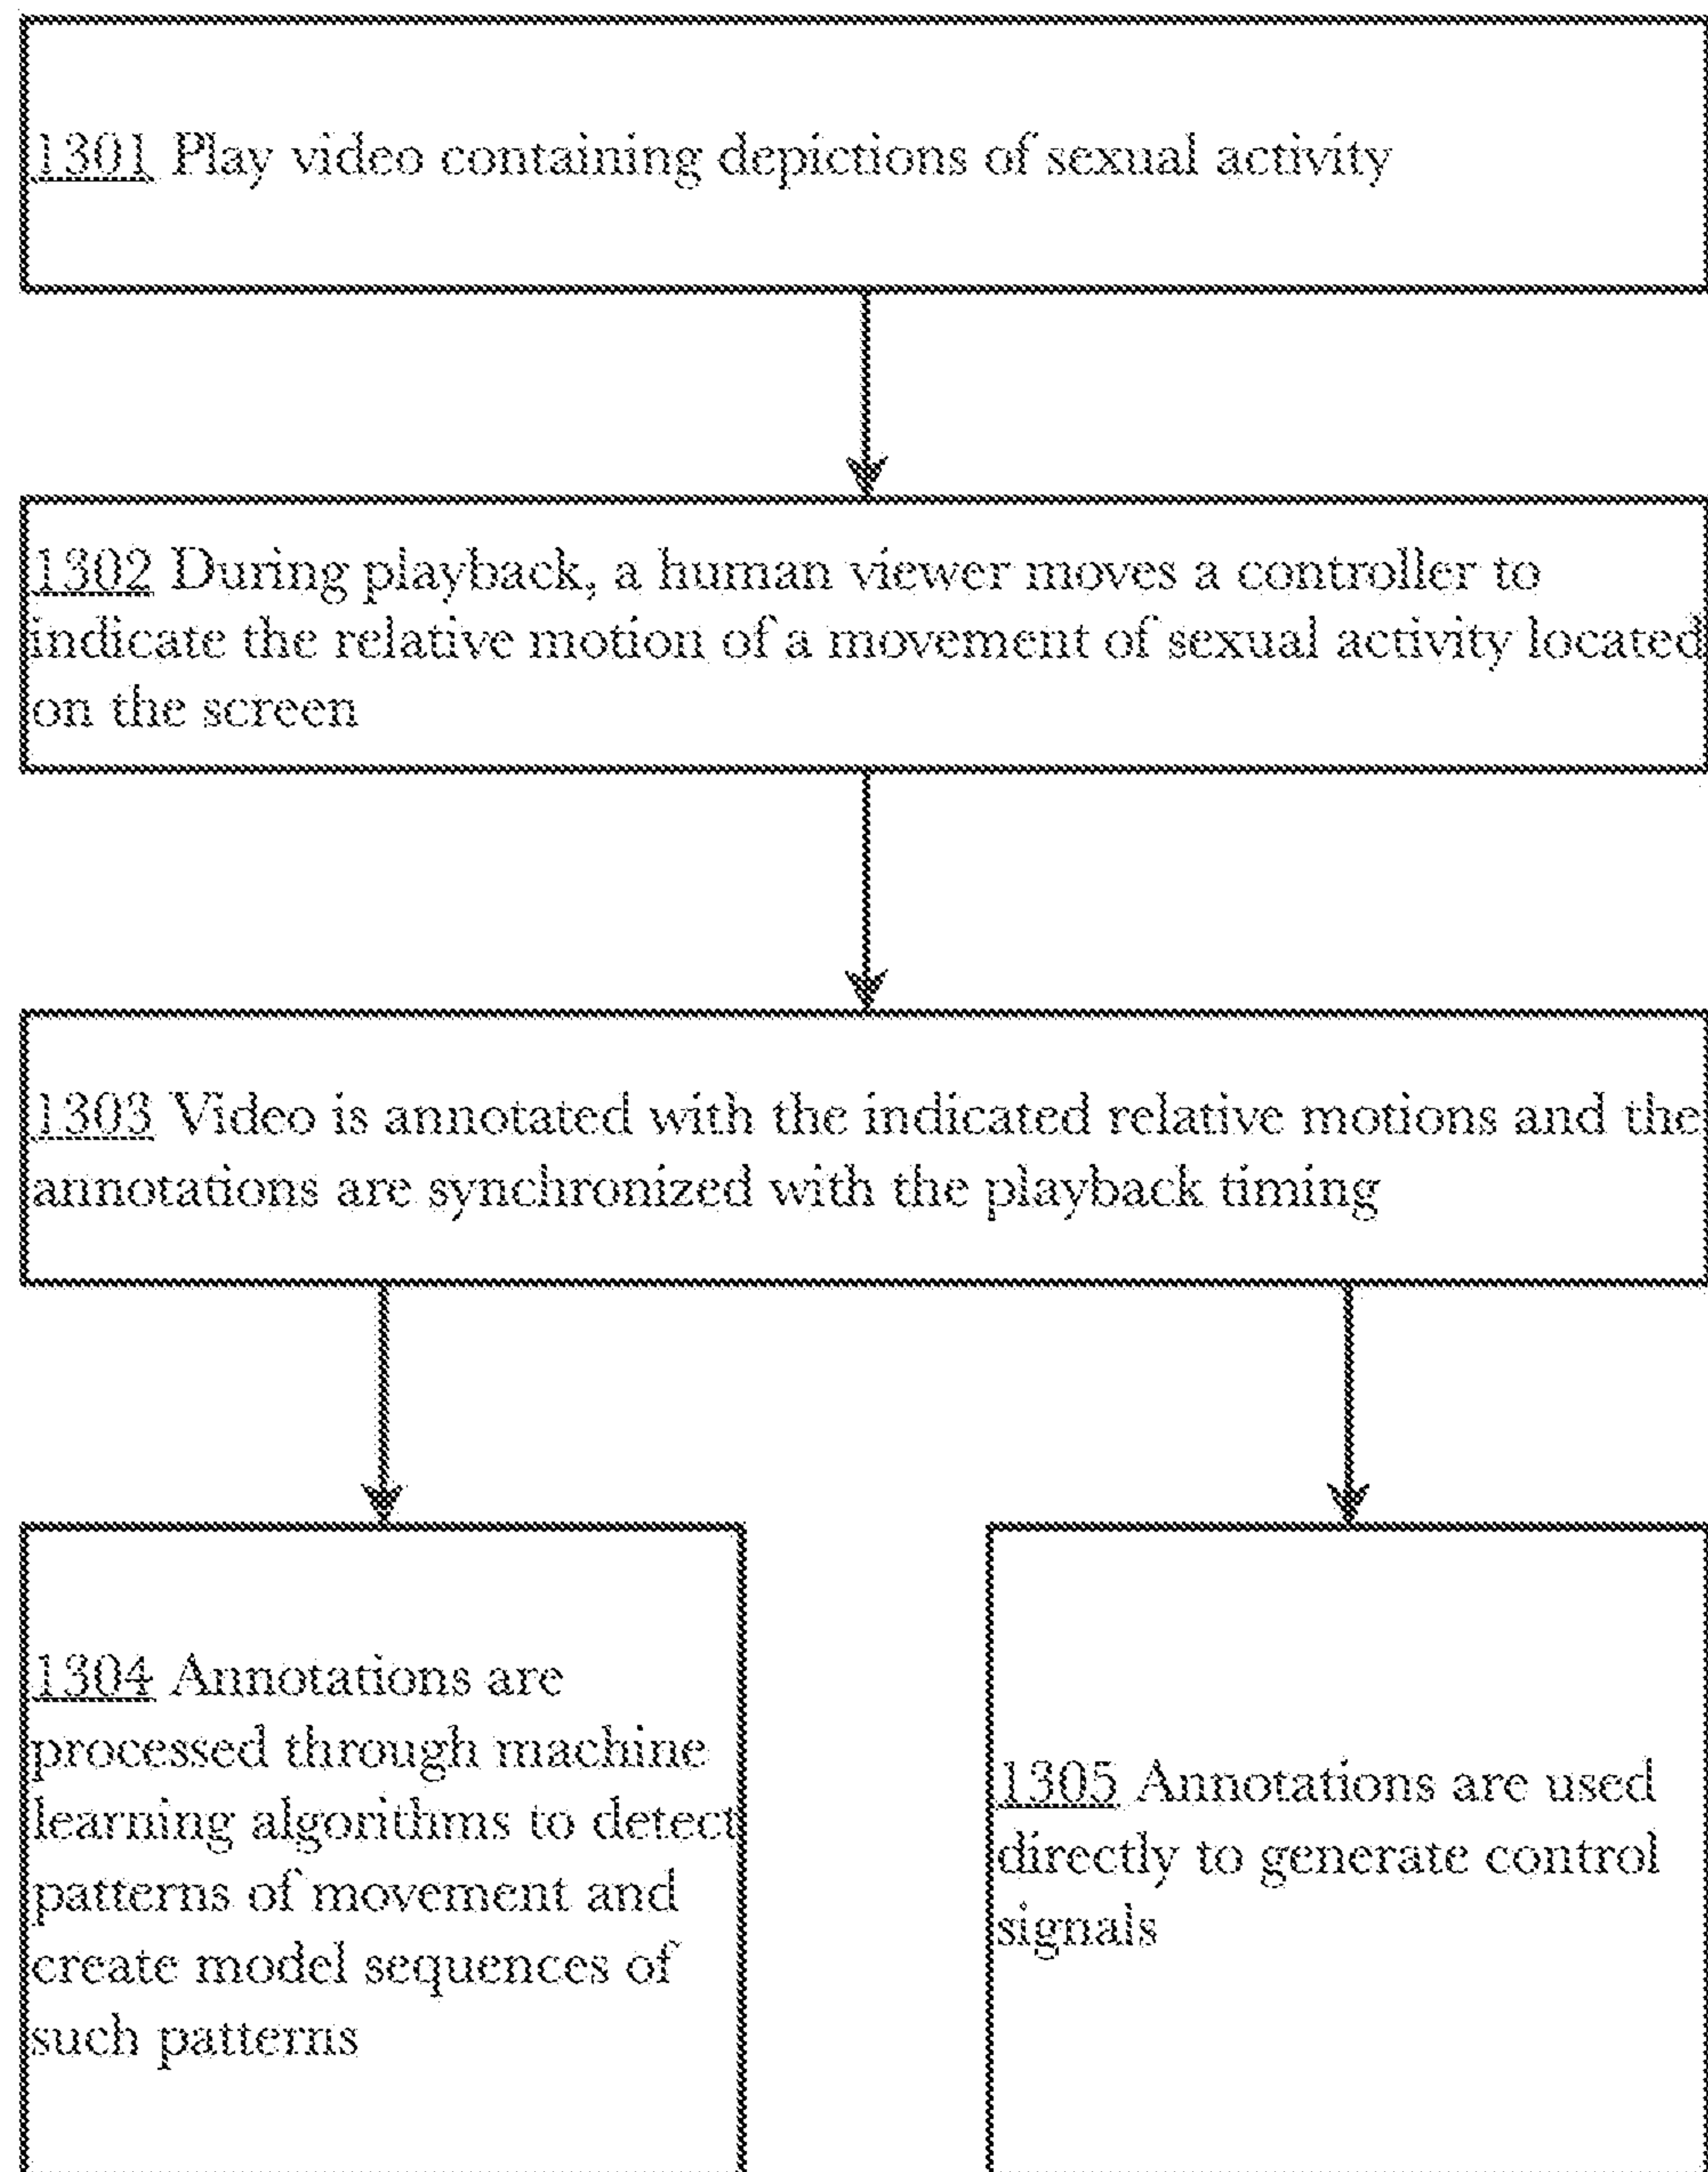 1301 Play video containing depictions of sexual activity
1302 During playback, a human viewer moves a controller to
indicate the relative motion of a movement of sexual activity located
on the screen
1303 Video is annotated with the indicated relative motions and the
annotations are synchronized with the playback timing
1304 Annotations are
processed through machine
learning algorithms to detect
patterns of movement and
create model sequences of
such patterns
1305 Annotations are used
directly to generate control
signals